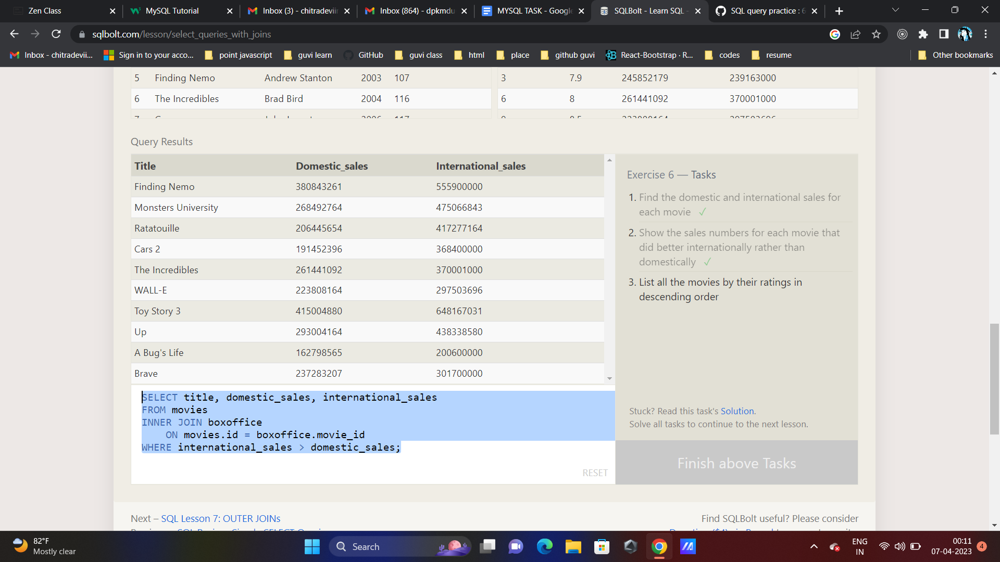 Zen Class
MySQL Tutorial
Inbox (3) - chitradeviir
Inbox (864) - dpkmdu
MYSQL TASK - Google
SQLBolt - Learn SQL -
SQL query practice : 6
sqlbolt.com/lesson/select_queries_with_joins
Inbox - chitradevii...
Sign in to your acco...
point javascript
guvi learn
GitHub
guvi class
html
place
github guvi
React-Bootstrap · R...
codes
resume
Other bookmarks
5 Finding Nemo Andrew Stanton 2003 107 3 7.9 245852179 239163000
6 The Incredibles Brad Bird 2004 116 6 8 261441092 370001000
Query Results
Title Domestic_sales International_sales
Finding Nemo 380843261 555900000
Monsters University 268492764 475066843
Ratatouille 206445654 417277164
Cars 2 191452396 368400000
The Incredibles 261441092 370001000
WALL-E 223808164 297503696
Toy Story 3 415004880 648167031
Up 293004164 438338580
A Bug's Life 162798565 200600000
Brave 237283207 301700000
Exercise 6 — Tasks
1. Find the domestic and international sales for
each movie ✓
2. Show the sales numbers for each movie that
did better internationally rather than
domestically ✓
3. List all the movies by their ratings in
descending order
Stuck? Read this task's Solution.
Solve all tasks to continue to the next lesson.
Finish above Tasks
SELECT title, domestic_sales, international_sales
FROM movies
INNER JOIN boxoffice
ON movies.id = boxoffice.movie_id
WHERE international_sales > domestic_sales;
RESET
Next – SQL Lesson 7: OUTER JOINs
Find SQLBolt useful? Please consider
82°F
Mostly clear
Search
ENG
IN
00:11
07-04-2023
4